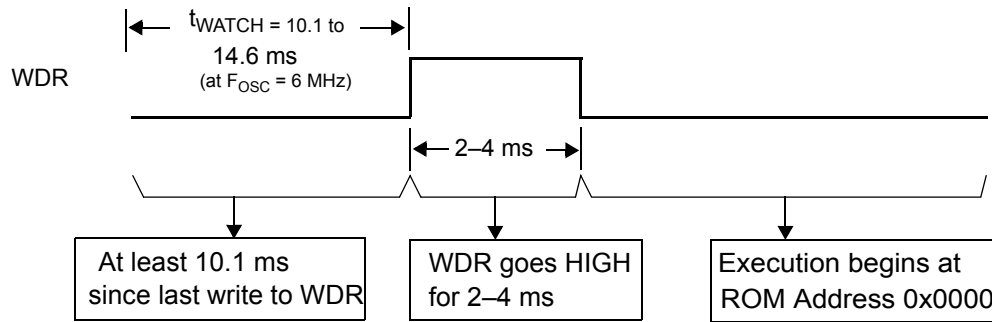 tWATCH = 10.1 to
14.6 ms
(at FOSC = 6 MHz)
WDR
2–4 ms
At least 10.1 ms
since last write to WDR
WDR goes HIGH
for 2–4 ms
Execution begins at
ROM Address 0x0000